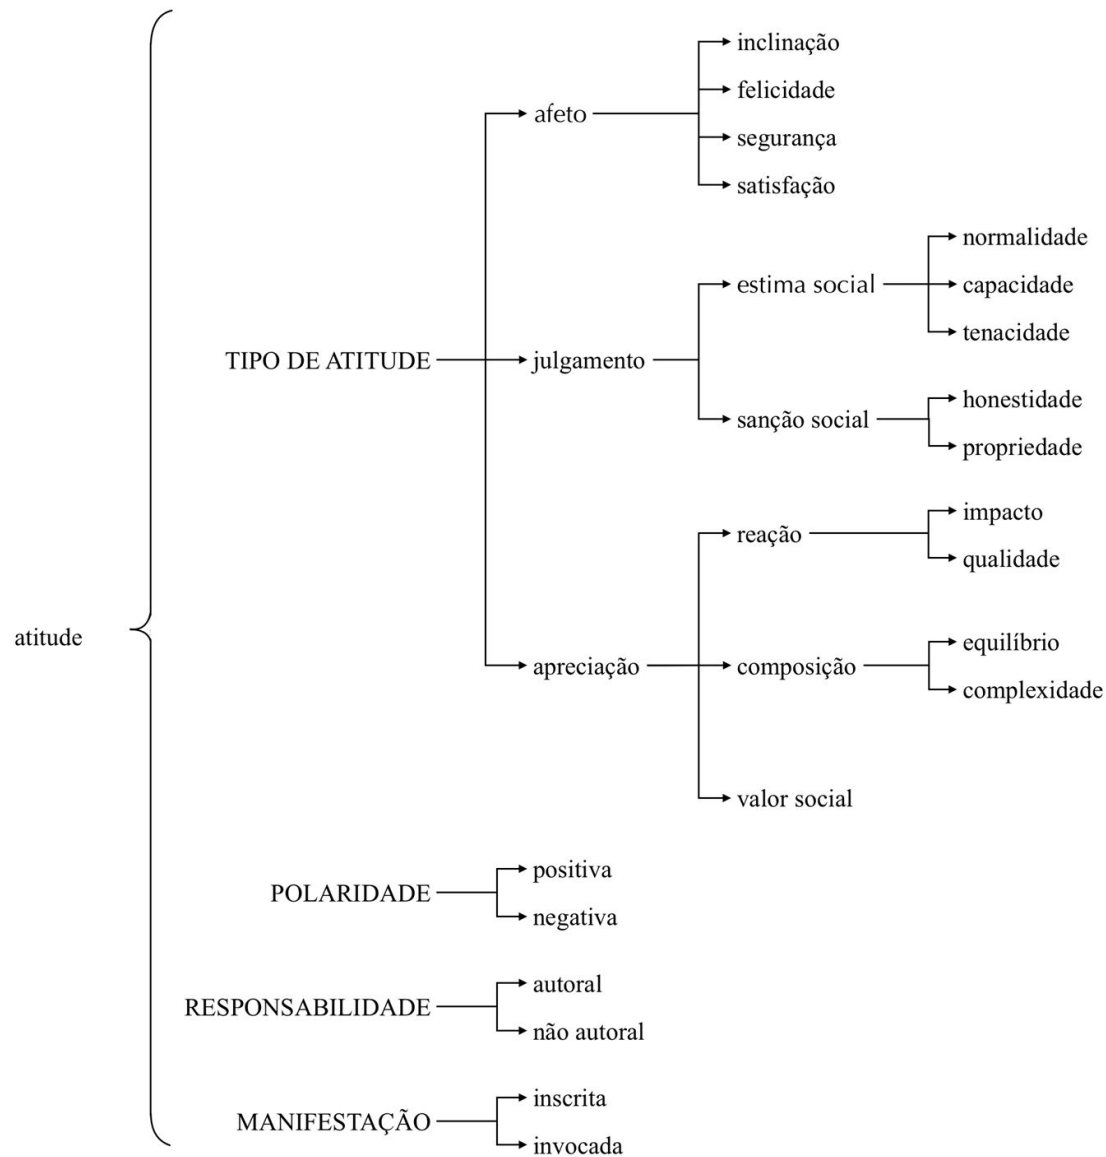 inclinação
felicidade
afeto
segurança
satisfação
normalidade
estima social
capacidade
tenacidade
TIPO DE ATITUDE
julgamento
honestidade
sanção social
propriedade
impacto
reação
qualidade
atitude
equilíbrio
apreciação
composição
complexidade
valor social
positiva
POLARIDADE
negativa
autoral
RESPONSABILIDADE
não autoral
inscrita
MANIFESTAÇÃO
invocada